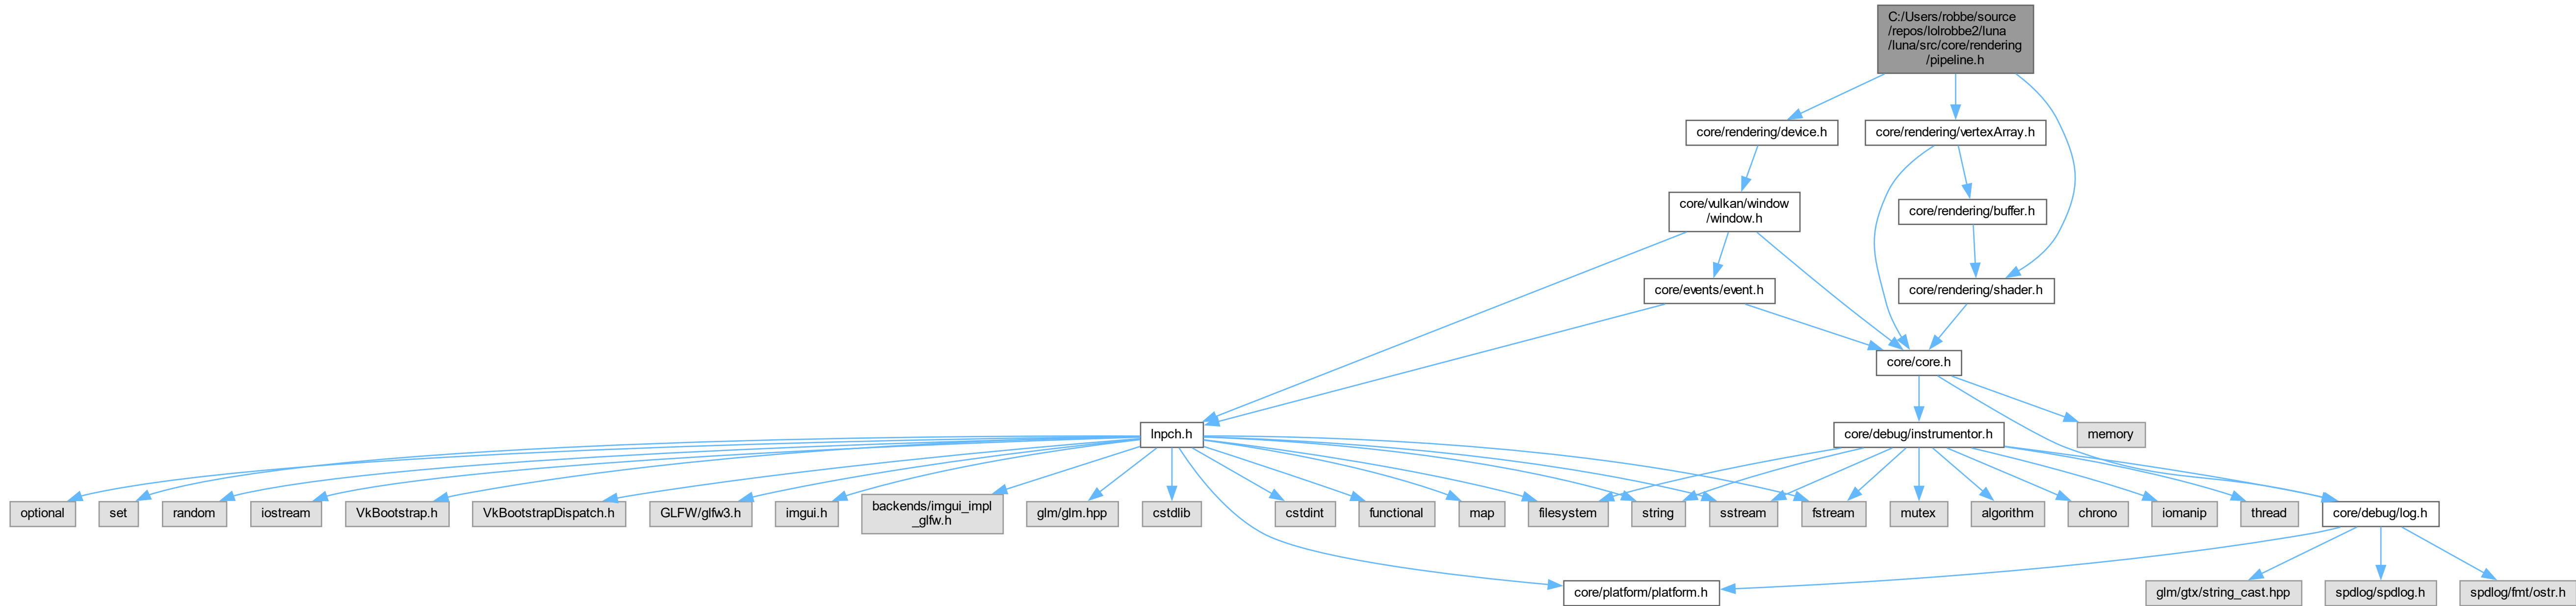 C:/Users/robbe/source
/repos/lolrobbe2/luna
/luna/src/core/rendering
/pipeline.h
core/rendering/device.h
core/rendering/vertexArray.h
core/vulkan/window
/window.h
core/rendering/buffer.h
core/events/event.h
core/rendering/shader.h
core/core.h
lnpch.h
core/debug/instrumentor.h
memory
optional
set
random
iostream
VkBootstrap.h
VkBootstrapDispatch.h
GLFW/glfw3.h
imgui.h
backends/imgui_impl
_glfw.h
glm/glm.hpp
cstdlib
cstdint
functional
map
filesystem
string
sstream
fstream
mutex
algorithm
chrono
iomanip
thread
core/debug/log.h
core/platform/platform.h
glm/gtx/string_cast.hpp
spdlog/spdlog.h
spdlog/fmt/ostr.h